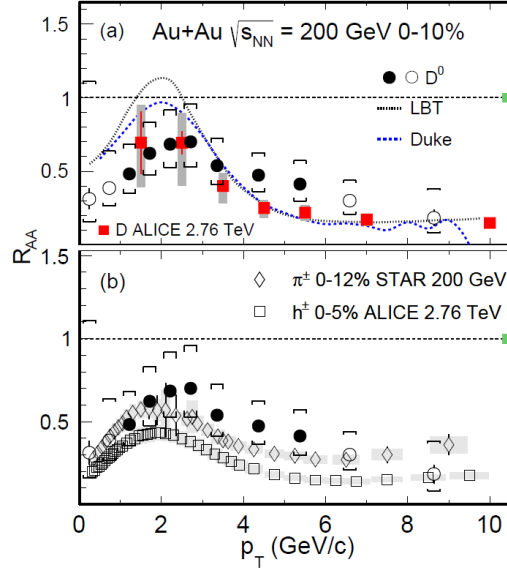 (a) Au+Au √sNN = 200 GeV 0-10%
D0
LBT
Duke
D ALICE 2.76 TeV
1
0.5
RAA
(b) π± 0-12% STAR 200 GeV
h± 0-5% ALICE 2.76 TeV
1.5
1
0.5
0 2 4 6 8 10
pT (GeV/c)